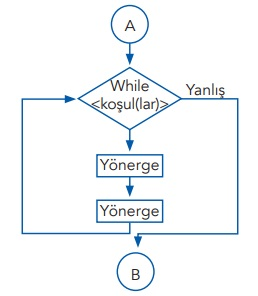 A
While
<koşul(lar)>
Yanlış
Yönerge
Yönerge
B